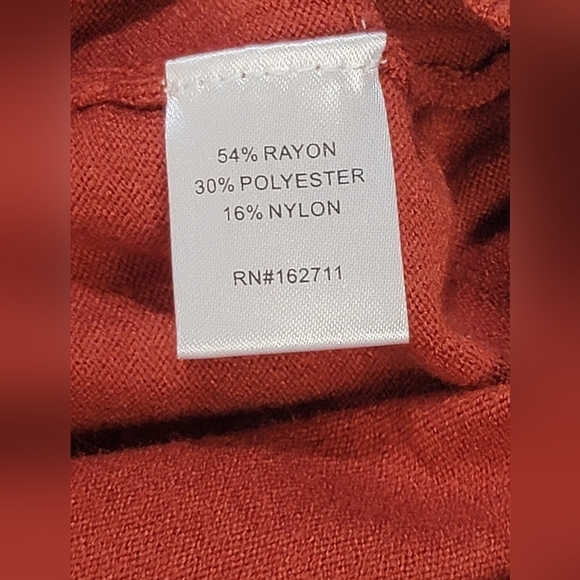 54% RAYON
30% POLYESTER
16% NYLON
RN#162711